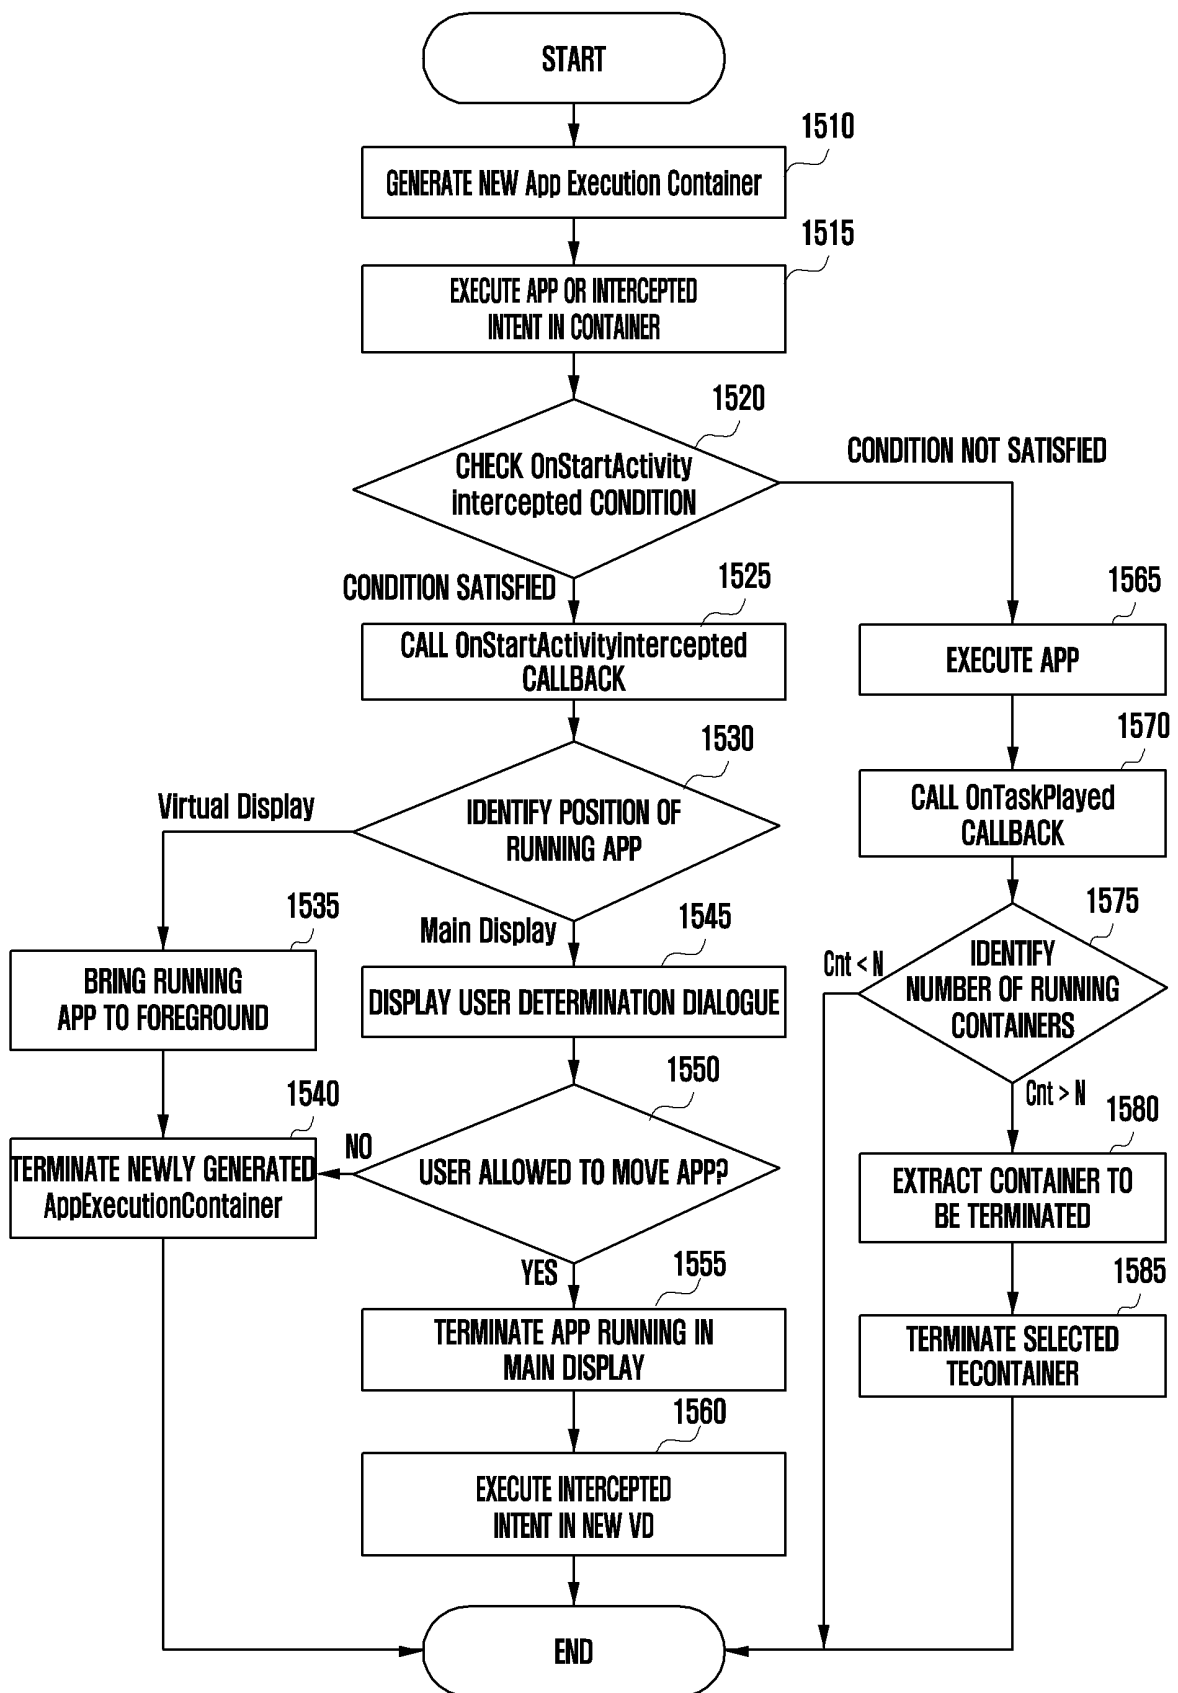 START
1510
GENERATE NEW App Execution Container
1515
EXECUTE APP OR INTERCEPTED
INTENT IN CONTAINER
1520
CHECK OnStartActivity
intercepted CONDITION
CONDITION NOT SATISFIED
CONDITION SATISFIED
1525
CALL OnStartActivityintercepted
CALLBACK
1565
EXECUTE APP
1530
IDENTIFY POSITION OF
RUNNING APP
Virtual Display
1570
CALL OnTaskPlayed
CALLBACK
1535
BRING RUNNING
APP TO FOREGROUND
Main Display
1545
DISPLAY USER DETERMINATION DIALOGUE
1575
IDENTIFY
NUMBER OF RUNNING
CONTAINERS
Cnt < N
Cnt > N
1540
TERMINATE NEWLY GENERATED
AppExecutionContainer
NO
1550
USER ALLOWED TO MOVE APP?
YES
1580
EXTRACT CONTAINER TO
BE TERMINATED
1555
TERMINATE APP RUNNING IN
MAIN DISPLAY
1585
TERMINATE SELECTED
TECONTAINER
1560
EXECUTE INTERCEPTED
INTENT IN NEW VD
END